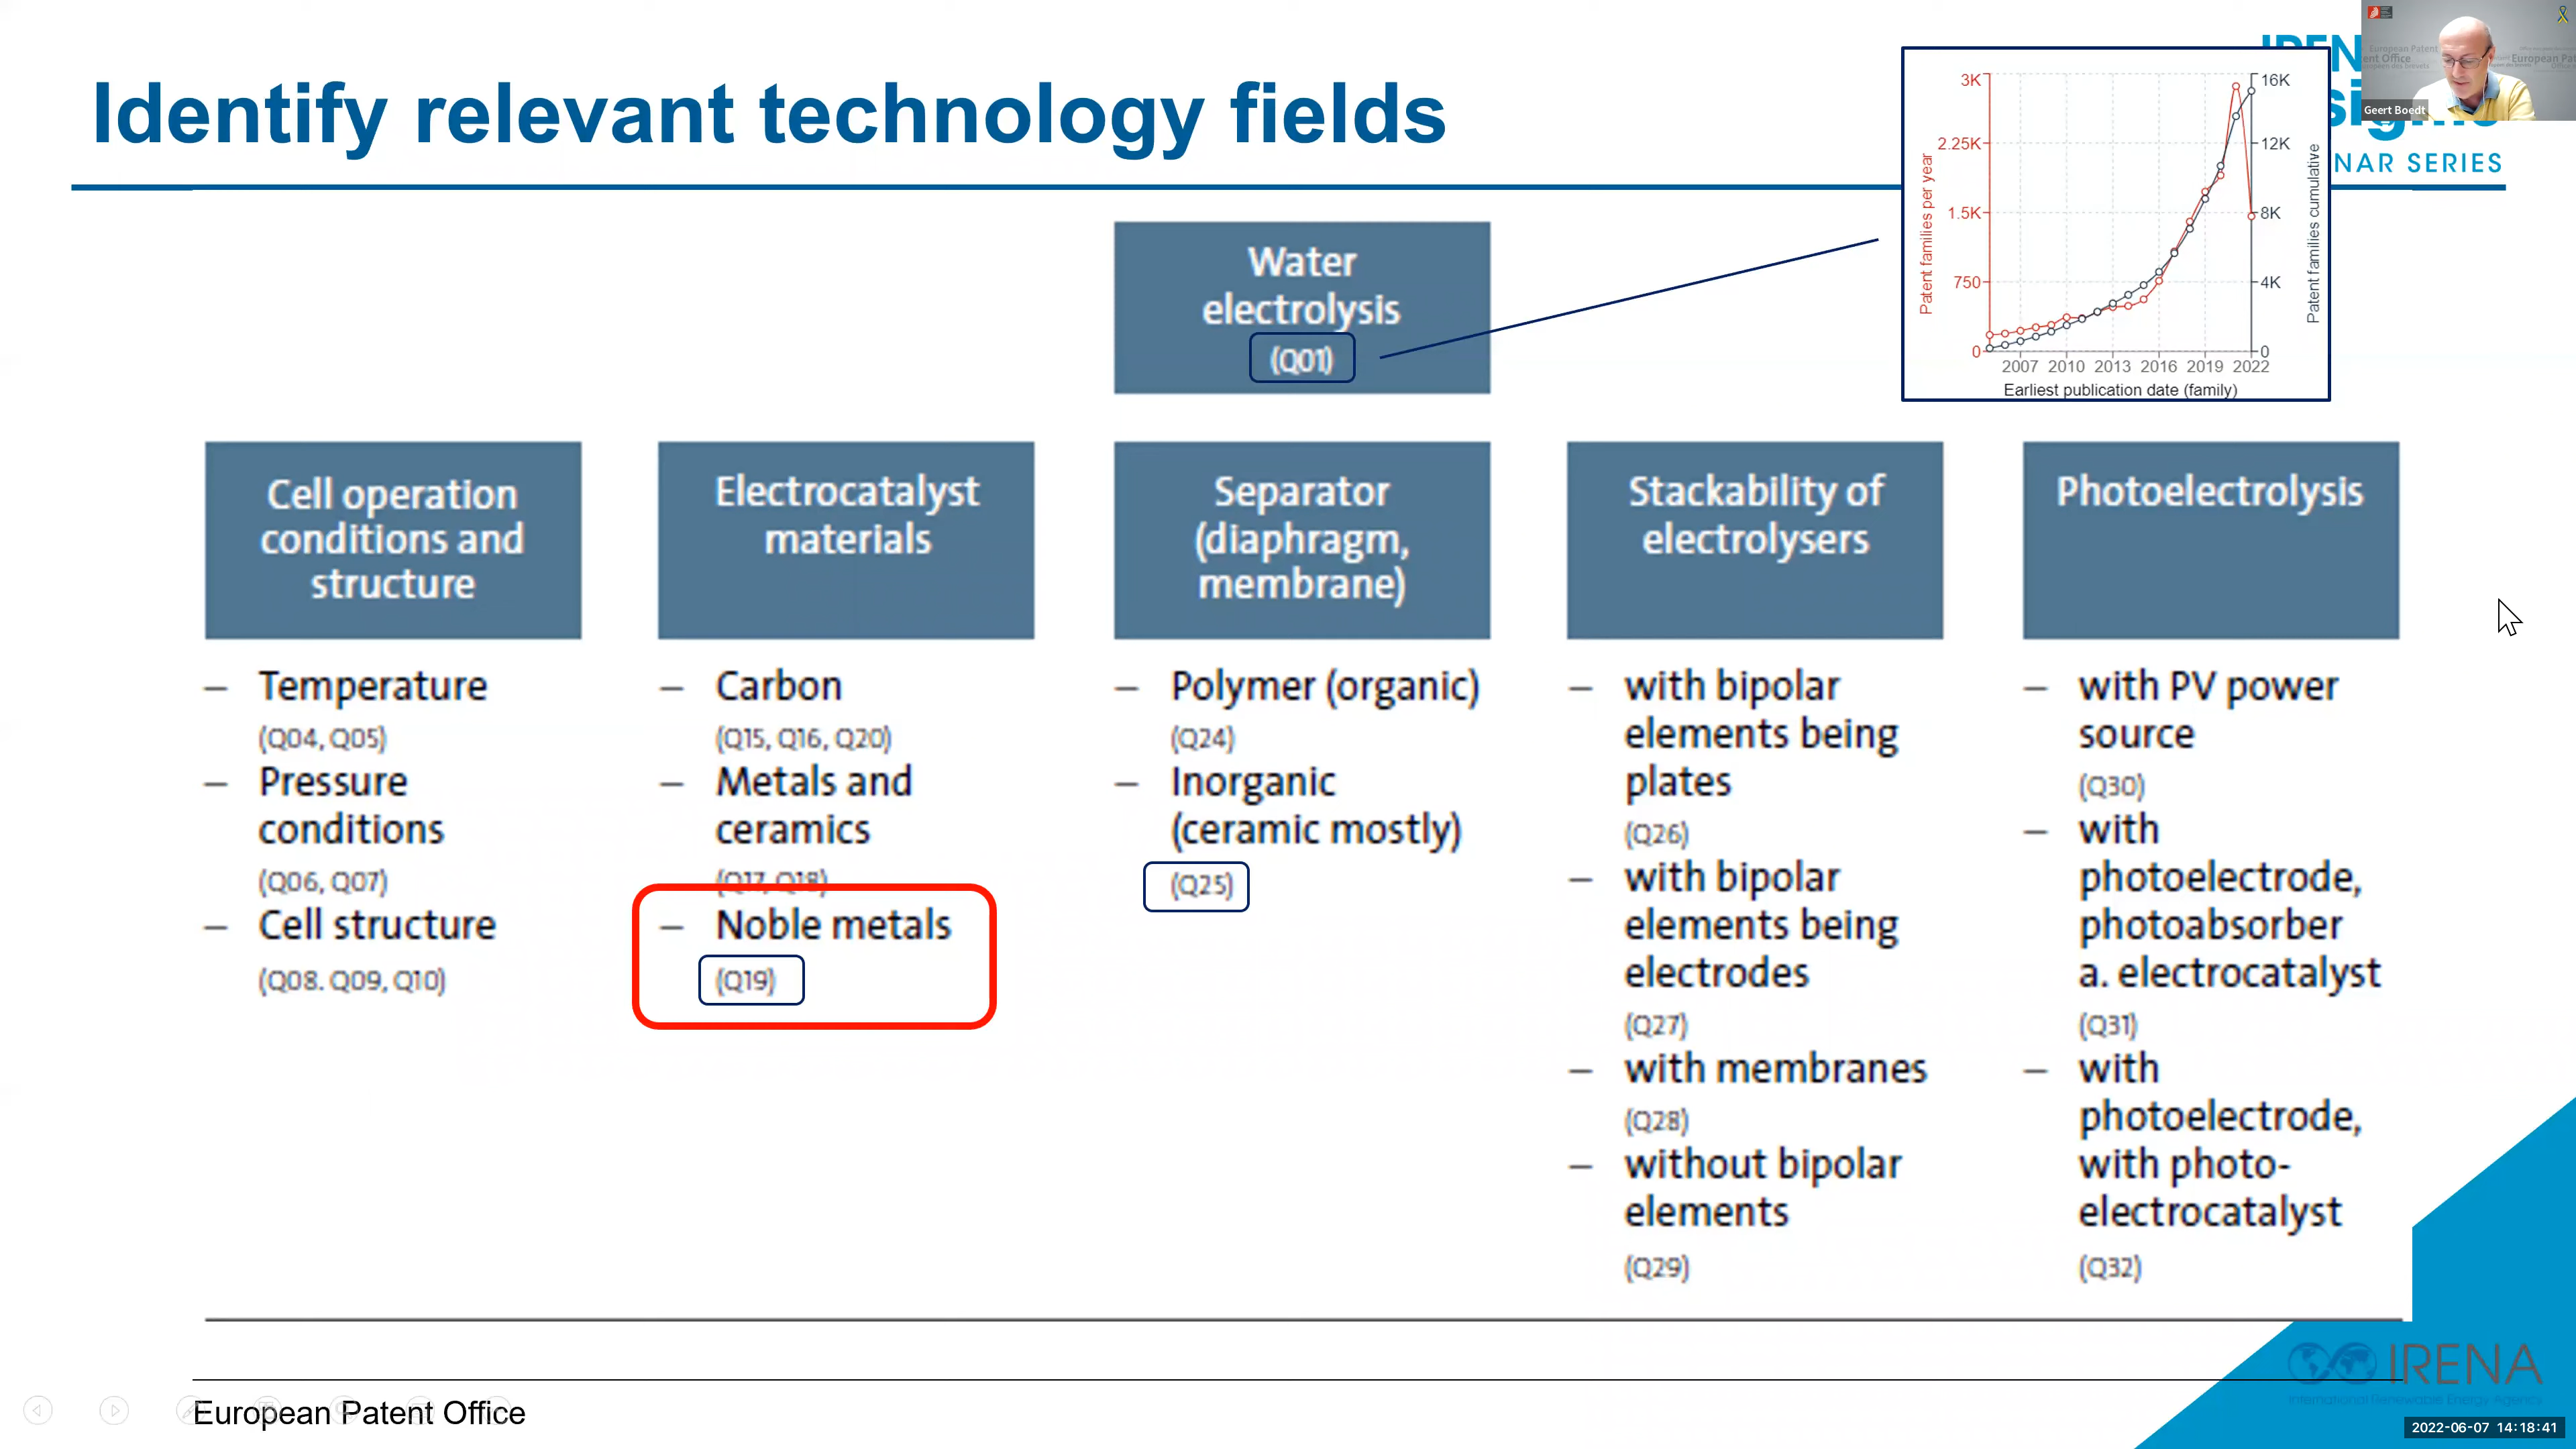 Identify relevant technology fields
Geert Boedt
NAR SERIES
3K
2.25K
1.5K
750
0
Patent families per year
16K
12K
8K
4K
0
Patent families cumulative
2007 2010 2013 2016 2019 2022
Earliest publication date (family)
Water
electrolysis
(Q01)
Cell operation
conditions and
structure
– Temperature
(Q04, Q05)
– Pressure
conditions
(Q06, Q07)
– Cell structure
(Q08. Q09, Q10)
Electrocatalyst
materials
– Carbon
(Q15, Q16, Q20)
– Metals and
ceramics
(Q17, Q18)
– Noble metals
(Q19)
Separator
(diaphragm,
membrane)
– Polymer (organic)
(Q24)
– Inorganic
(ceramic mostly)
(Q25)
Stackability of
electrolysers
– with bipolar
elements being
plates
(Q26)
– with bipolar
elements being
electrodes
(Q27)
– with membranes
(Q28)
– without bipolar
elements
(Q29)
Photoelectrolysis
– with PV power
source
(Q30)
– with
photoelectrode,
photoabsorber
a. electrocatalyst
(Q31)
– with
photoelectrode,
with photo-
electrocatalyst
(Q32)
IRENA
International Renewable Energy Agency
European Patent Office
2022-06-07 14:18:41